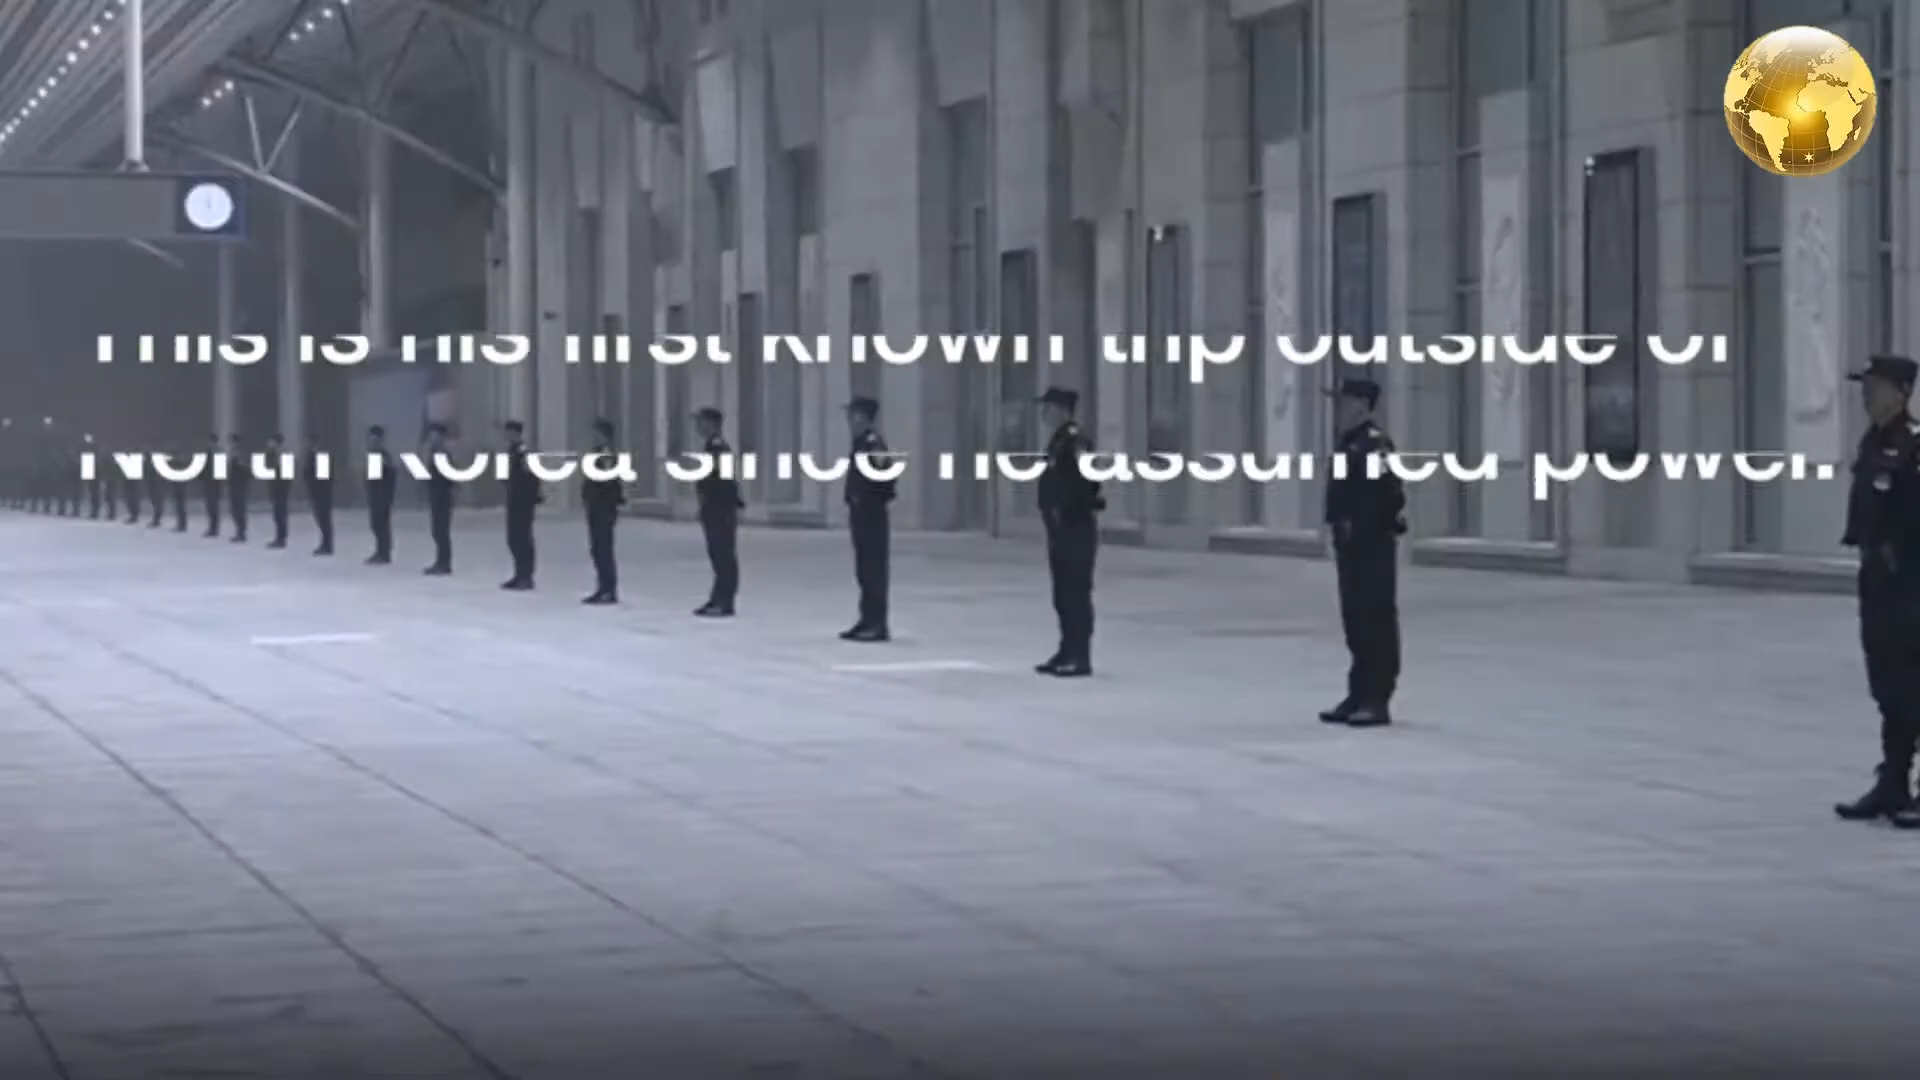 This is his first known trip outside of
North Korea since he assumed power.